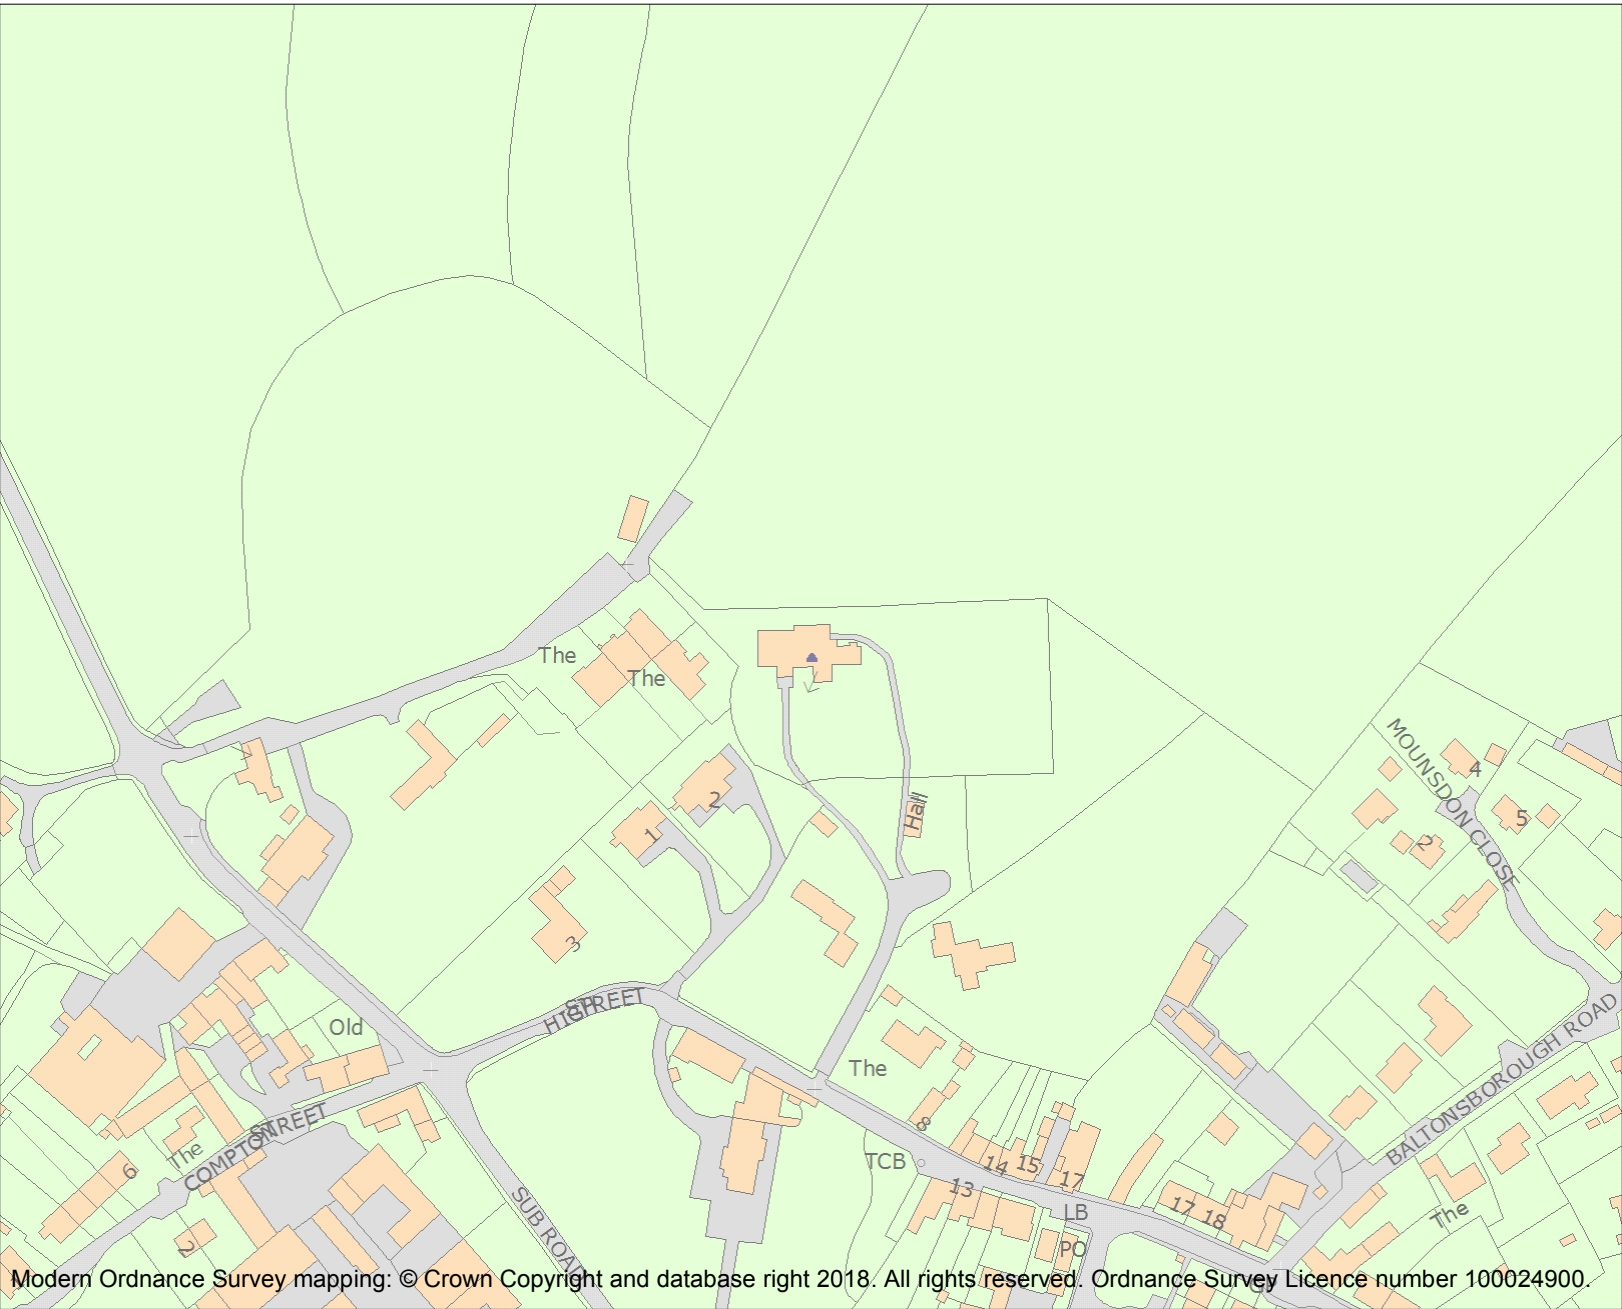 The
The
MOUNSDON CLOSE
4
2
Hall
5
1
2
3
HIGH STREET
Old
BALTONSBOROUGH ROAD
The
8
COMPTON STREET
The
6
TCB
14
15
17
13
17
18
LB
The
SUB ROAD
PO
2
Modern Ordnance Survey mapping: © Crown Copyright and database right 2018. All rights reserved. Ordnance Survey Licence number 100024900.